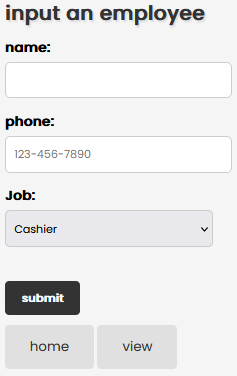 input an employee
name:
phone:
123-456-7890
Job:
Cashier
submit
home view